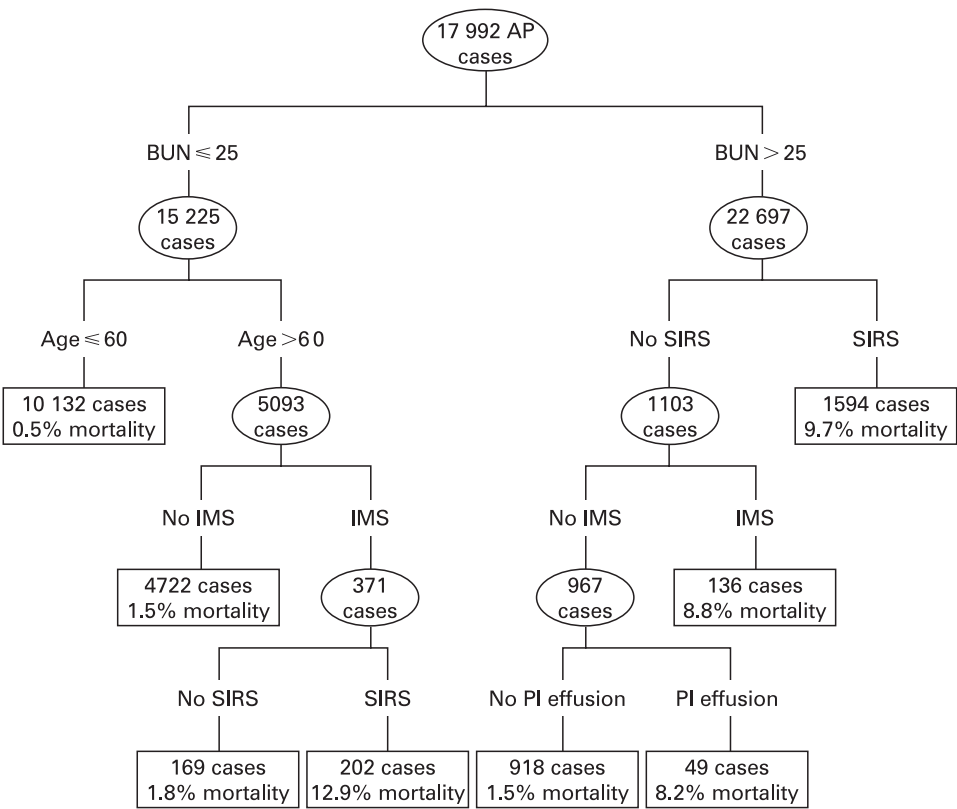 17 992 AP
cases
BUN ≤ 25
BUN > 25
15 225
cases
22 697
cases
Age ≤ 60
Age >60
No SIRS
SIRS
10 132 cases
0.5% mortality
5093
cases
1103
cases
1594 cases
9.7% mortality
No IMS
IMS
No IMS
IMS
4722 cases
1.5% mortality
371
cases
967
cases
136 cases
8.8% mortality
No SIRS
SIRS
No Pl effusion
Pl effusion
169 cases
1.8% mortality
202 cases
12.9% mortality
918 cases
1.5% mortality
49 cases
8.2% mortality